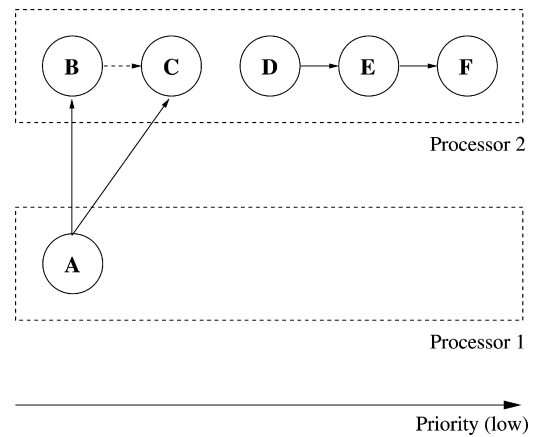 B C D E F
Processor 2
A
Processor 1
Priority (low)